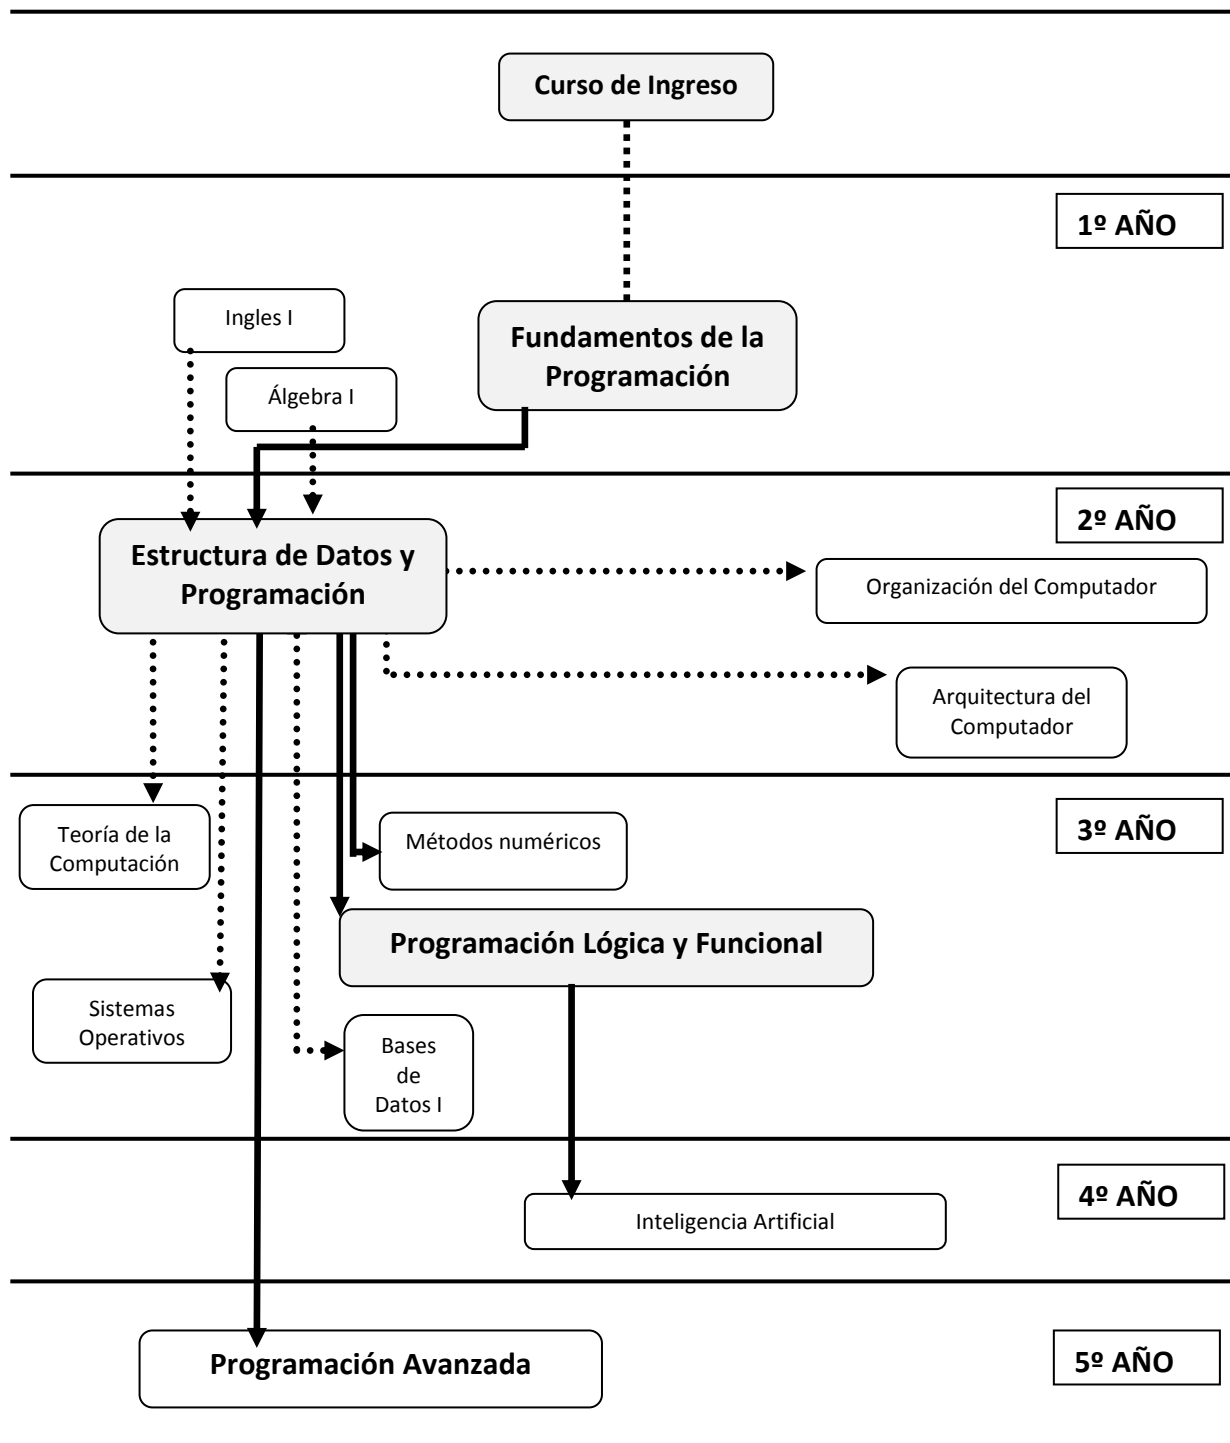 Curso de Ingreso
1º AÑO
Ingles I
Fundamentos de la
Programación
Álgebra I
2º AÑO
Estructura de Datos y
Programación
Organización del Computador
Arquitectura del
Computador
3º AÑO
Teoría de la
Computación
Métodos numéricos
Programación Lógica y Funcional
Sistemas
Operativos
Bases
de
Datos I
4º AÑO
Inteligencia Artificial
5º AÑO
Programación Avanzada